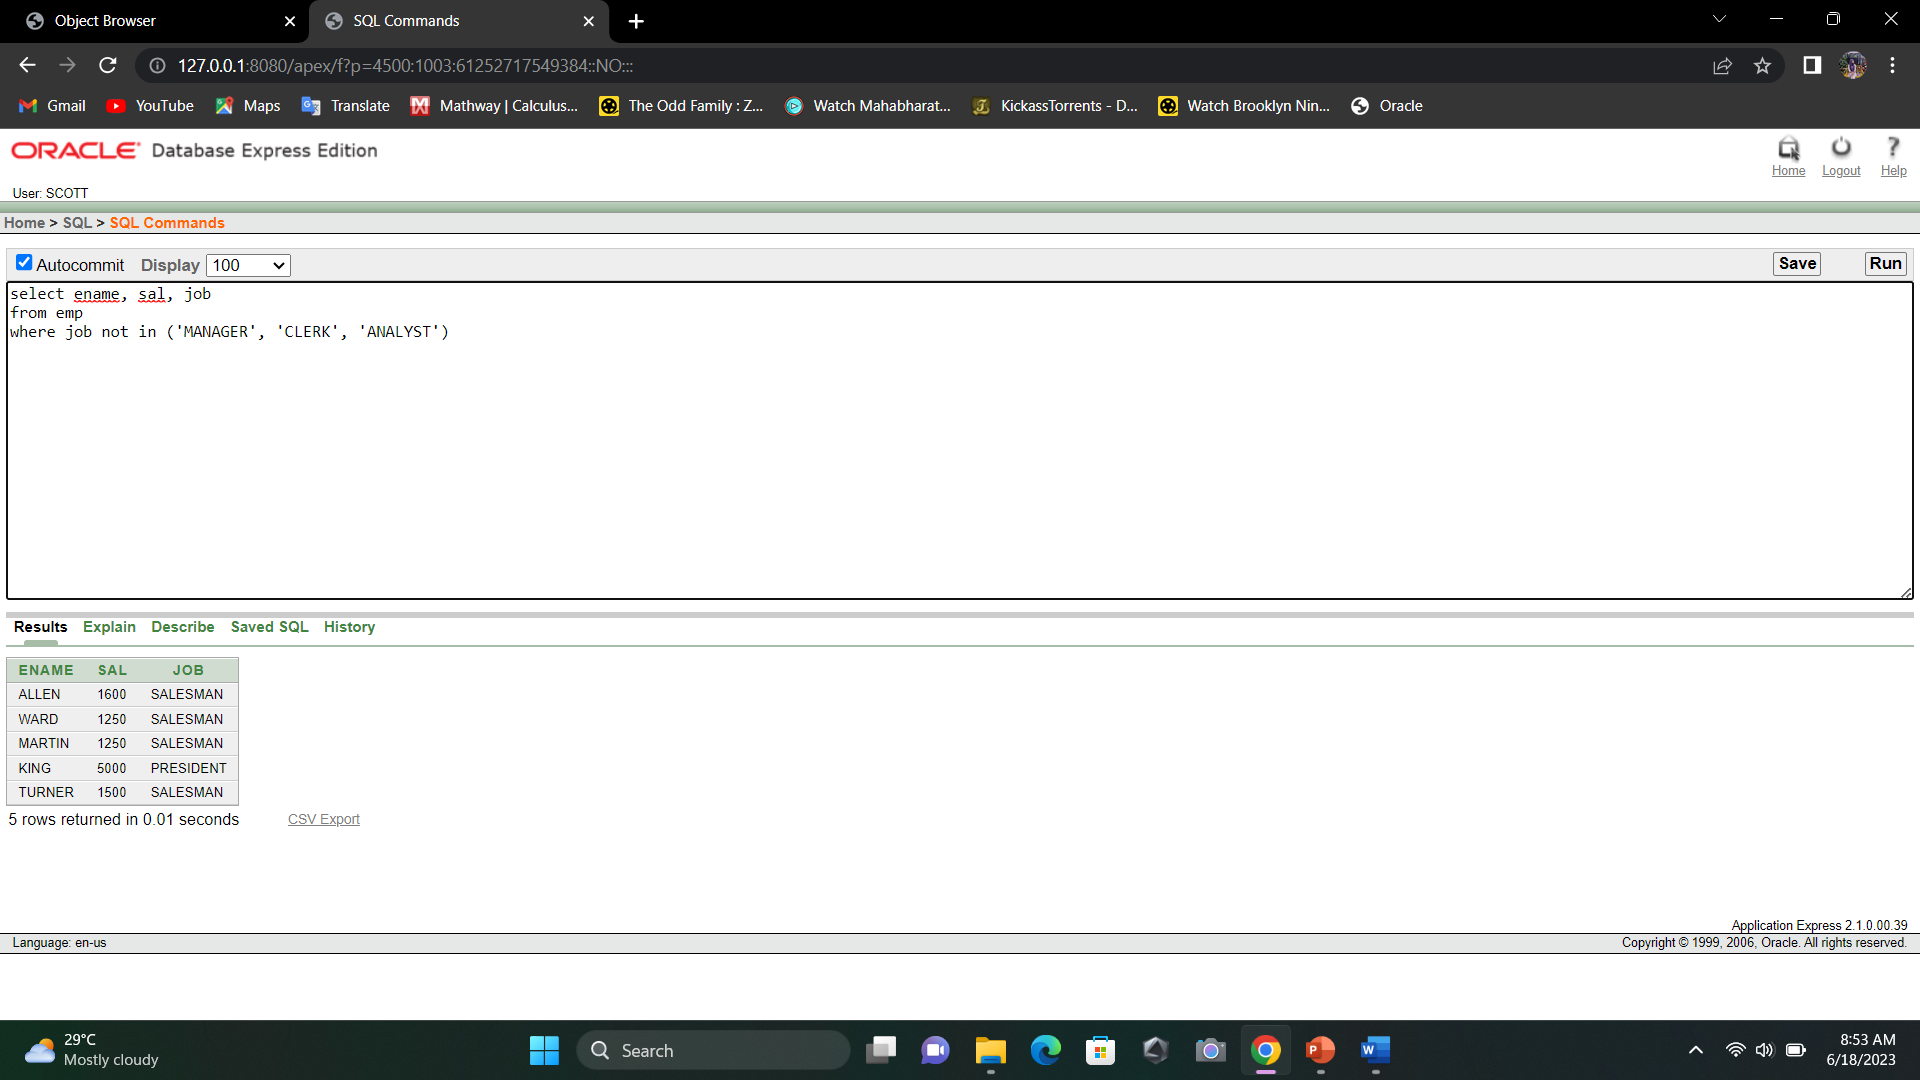 Object Browser
SQL Commands
127.0.0.1:8080/apex/f?p=4500:1003:61252717549384::NO:::
Gmail
YouTube
Maps
Translate
Mathway | Calculus...
The Odd Family : Z...
Watch Mahabharat...
KickassTorrents - D...
Watch Brooklyn Nin...
Oracle
ORACLE Database Express Edition
Home
Logout
Help
User: SCOTT
Home > SQL > SQL Commands
Autocommit Display 100
Save
Run
select ename, sal, job
from emp
where job not in ('MANAGER', 'CLERK', 'ANALYST')
Results Explain Describe Saved SQL History
ENAME SAL JOB
ALLEN 1600 SALESMAN
WARD 1250 SALESMAN
MARTIN 1250 SALESMAN
KING 5000 PRESIDENT
TURNER 1500 SALESMAN
5 rows returned in 0.01 seconds
CSV Export
Application Express 2.1.0.00.39
Language: en-us
Copyright © 1999, 2006, Oracle. All rights reserved.
29°C
Mostly cloudy
Search
8:53 AM
6/18/2023